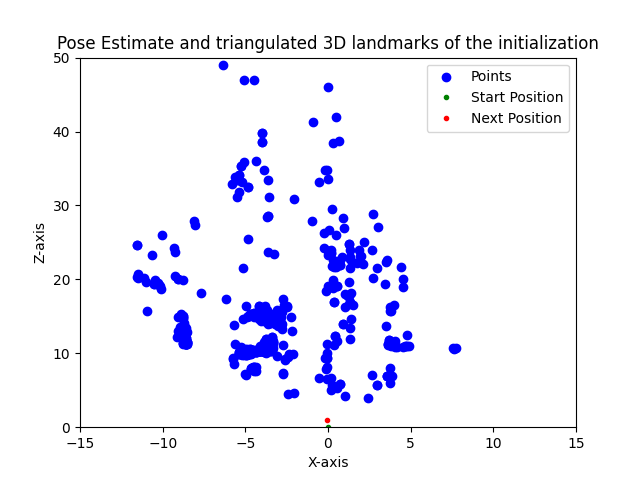 Pose Estimate and triangulated 3D landmarks of the initialization
50
40
30
20
10
0
Z-axis
Points
Start Position
Next Position
−15
−10
−5
0
5
10
15
X-axis